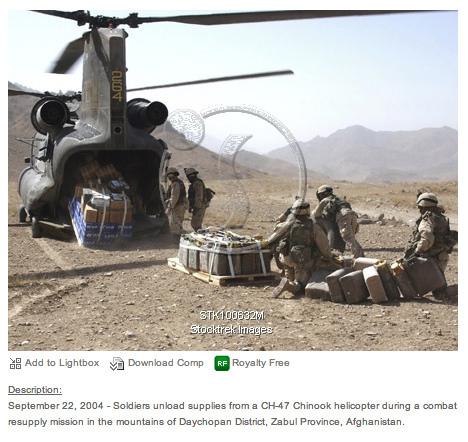 STK100632M
Stocktrek Images
Add to Lightbox Download Comp RF Royalty Free
Description:
September 22, 2004 - Soldiers unload supplies from a CH-47 Chinook helicopter during a combat
resupply mission in the mountains of Daychopan District, Zabul Province, Afghanistan.